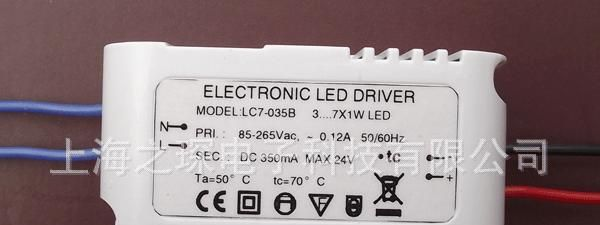 ELECTRONIC LED DRIVER
MODEL:LC7-035B 3....7X1W LED
PRI. : 85-265Vac, ~ 0.12A 50/60Hz
N
L
SEC. : DC 350mA MAX 24V
•tc
-
+
上海之琛电子科技有限公司
Ta=50° C tc=70° C
CE F